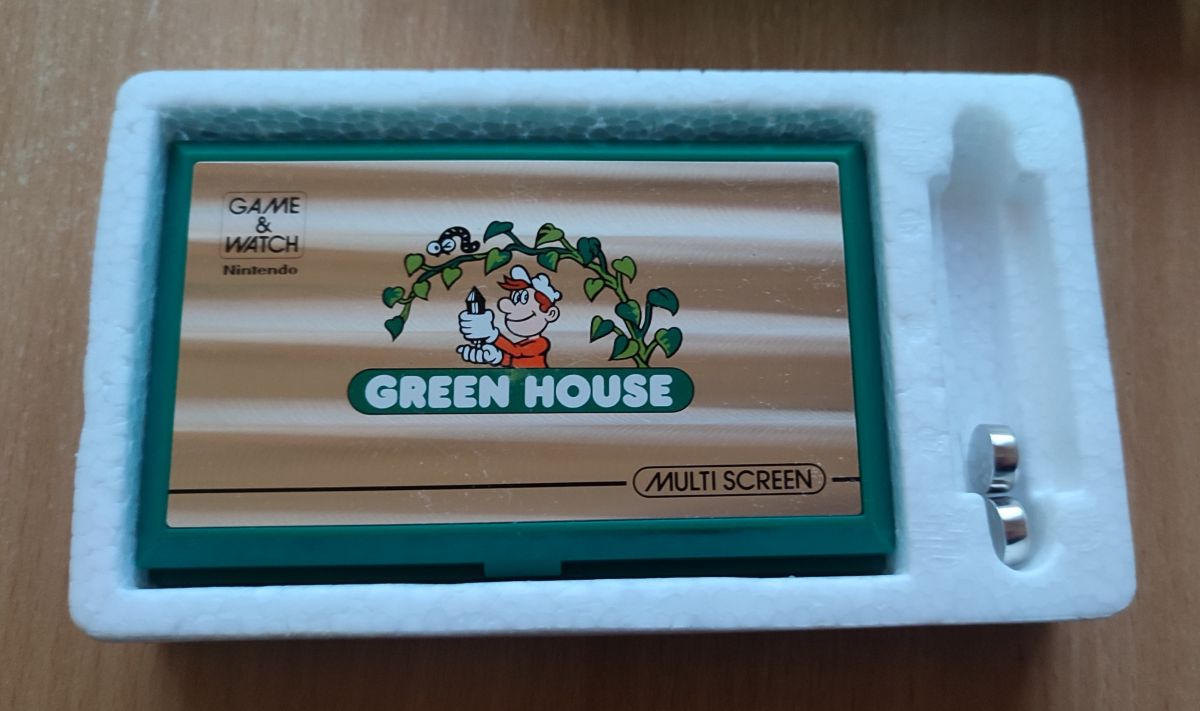 GAME
&
WATCH
Nintendo
GREEN HOUSE
MULTI SCREEN